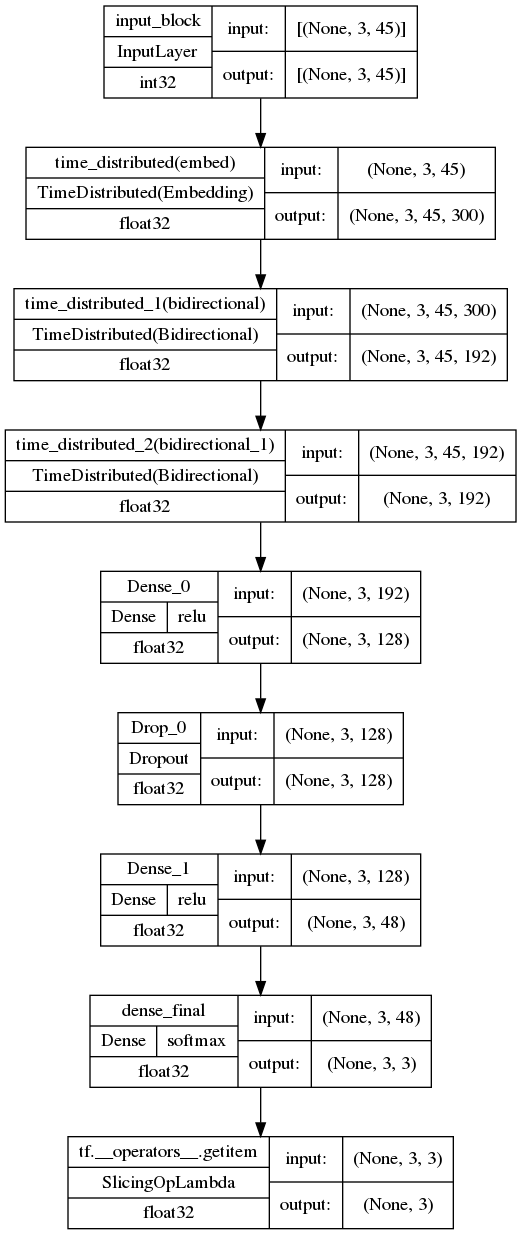 input_block
InputLayer
int32
input:
[(None, 3, 45)]
output:
[(None, 3, 45)]
time_distributed(embed)
TimeDistributed(Embedding)
float32
input:
(None, 3, 45)
output:
(None, 3, 45, 300)
time_distributed_1(bidirectional)
TimeDistributed(Bidirectional)
float32
input:
(None, 3, 45, 300)
output:
(None, 3, 45, 192)
time_distributed_2(bidirectional_1)
TimeDistributed(Bidirectional)
float32
input:
(None, 3, 45, 192)
output:
(None, 3, 192)
Dense_0
Dense relu
float32
input:
(None, 3, 192)
output:
(None, 3, 128)
Drop_0
Dropout
float32
input:
(None, 3, 128)
output:
(None, 3, 128)
Dense_1
Dense relu
float32
input:
(None, 3, 128)
output:
(None, 3, 48)
dense_final
Dense softmax
float32
input:
(None, 3, 48)
output:
(None, 3, 3)
tf.__operators__.getitem
SlicingOpLambda
float32
input:
(None, 3, 3)
output:
(None, 3)